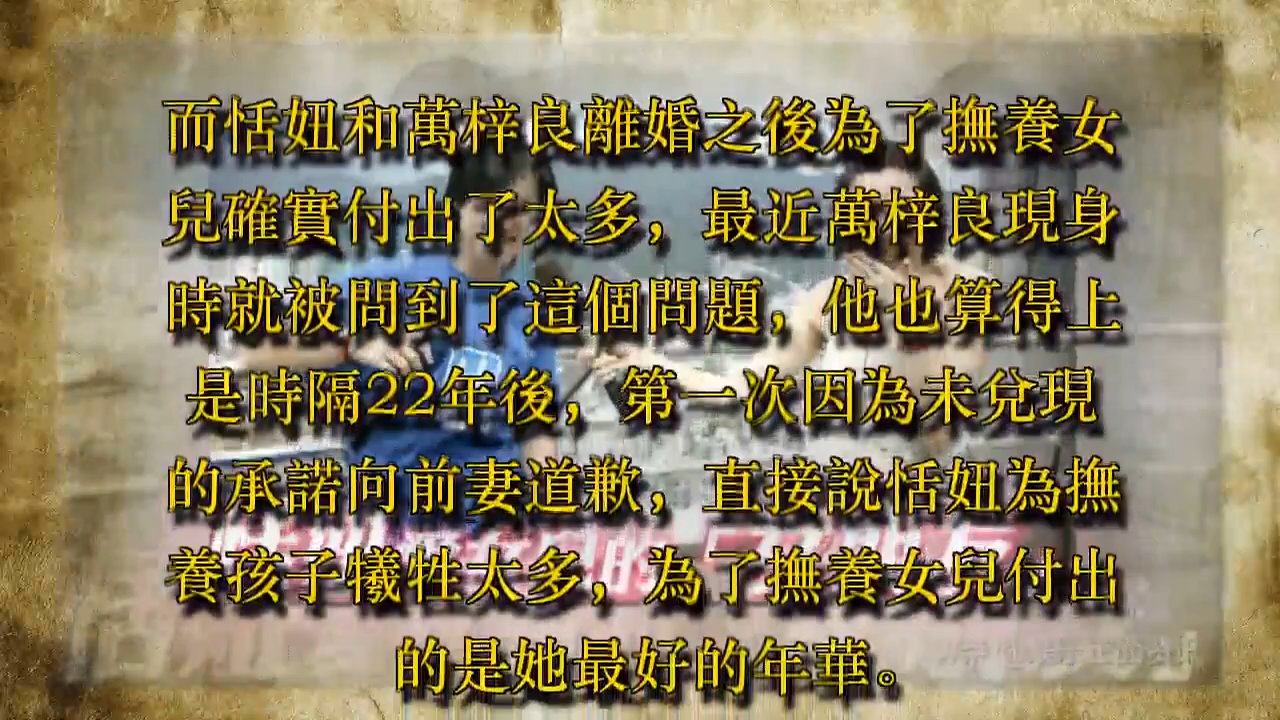 而恬妞和萬梓良離婚之後為了撫養女
兒確實付出了太多，最近萬梓良現身
時就被問到了這個問題，他也算得上
是時隔22年後，第一次因為未兌現
的承諾向前妻道歉，直接說恬妞為撫
養孩子犧牲太多，為了撫養女兒付出
的是她最好的年華。